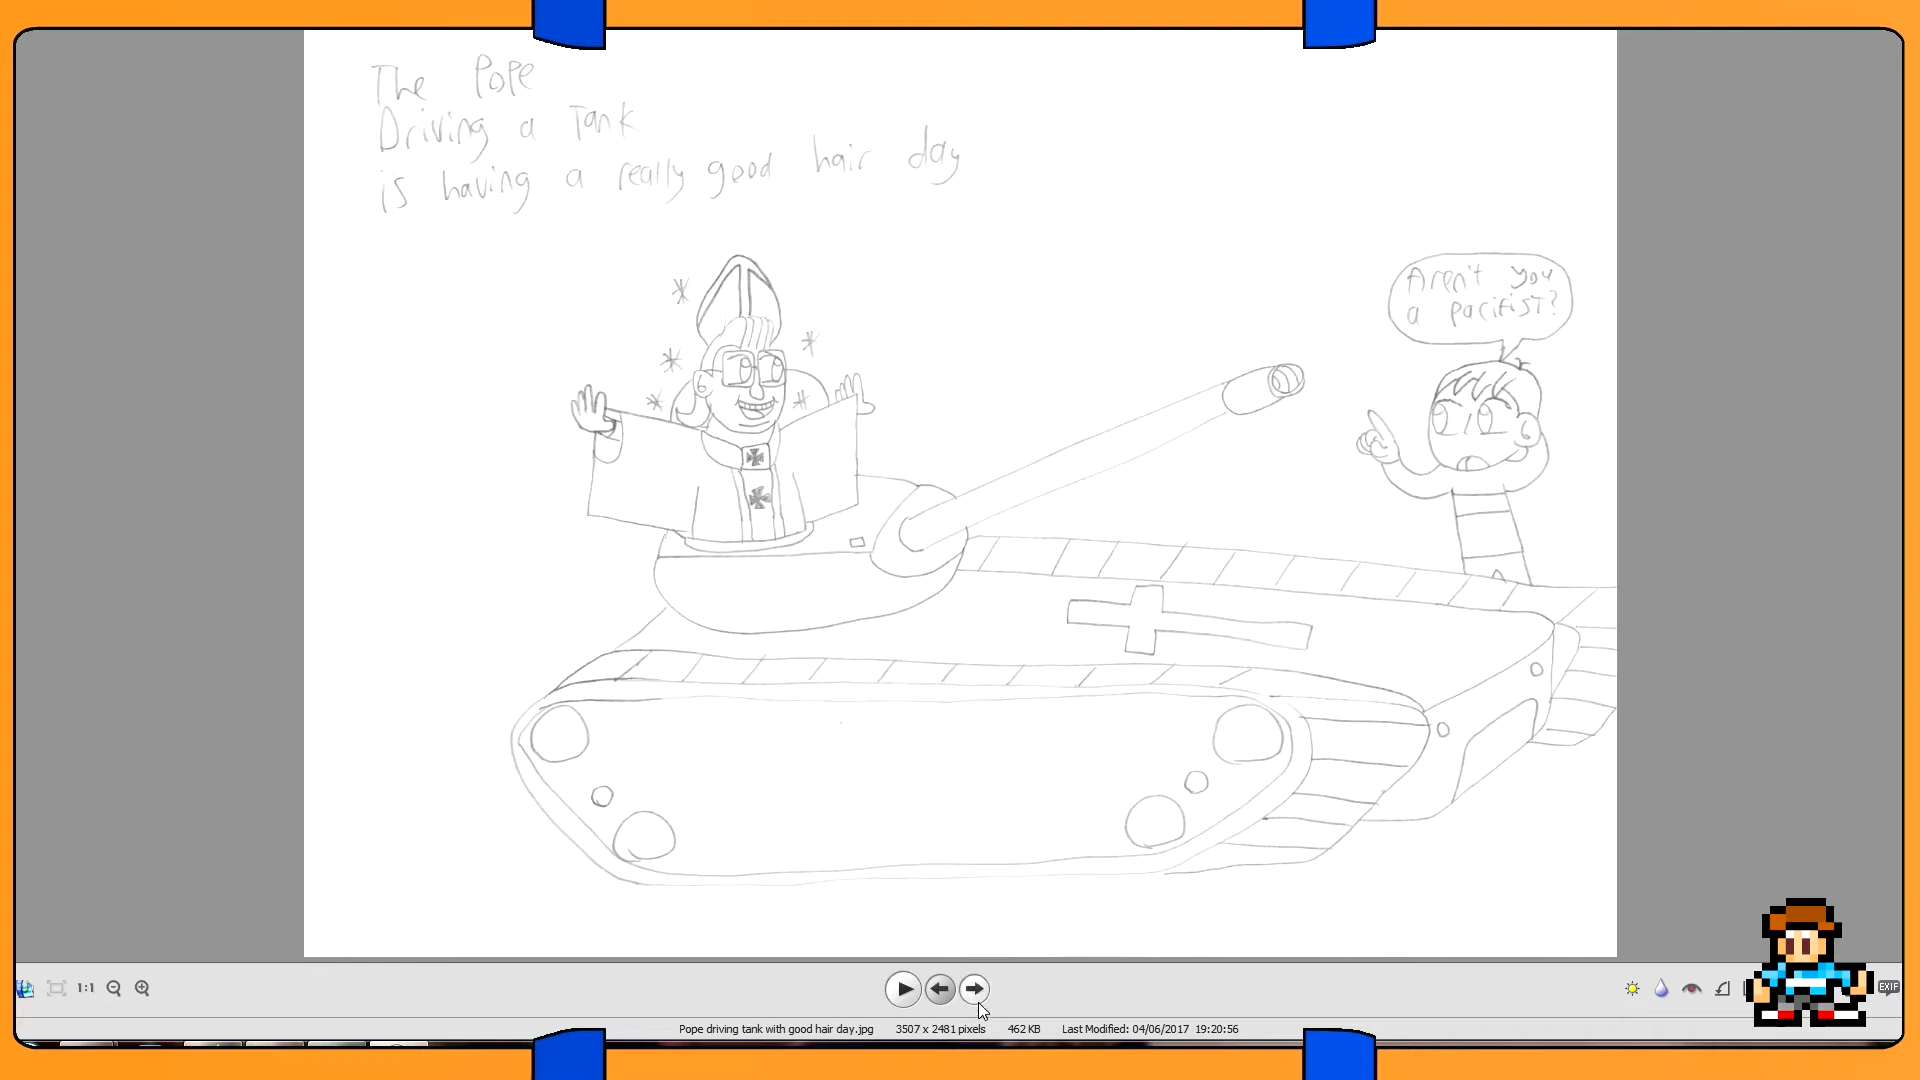 The Pope
Driving a Tank
is having a really good hair day
Aren't you
a pacifist?
1:1
EXIF
Pope driving tank with good hair day.jpg 3507 x 2481 pixels 462 KB Last Modified: 04/06/2017 19:20:56